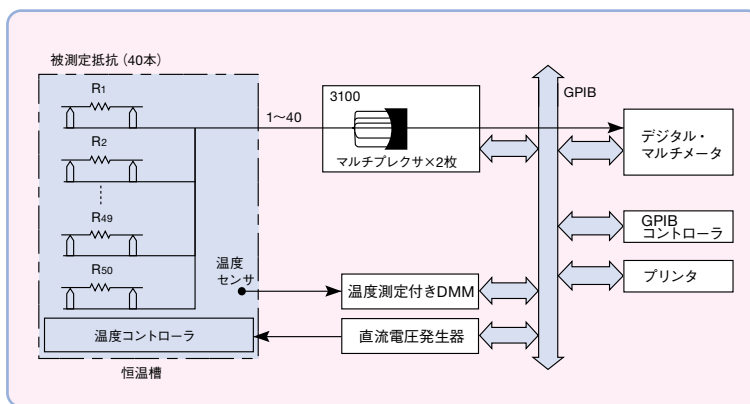 被測定抵抗(40本)
R1
R2
R49
R50
温度
センサ
温度コントローラ
恒温槽
1〜40
3100
マルチプレクサ×2枚
温度測定付きDMM
直流電圧発生器
GPIB
デジタル・
マルチメータ
GPIB
コントローラ
プリンタ